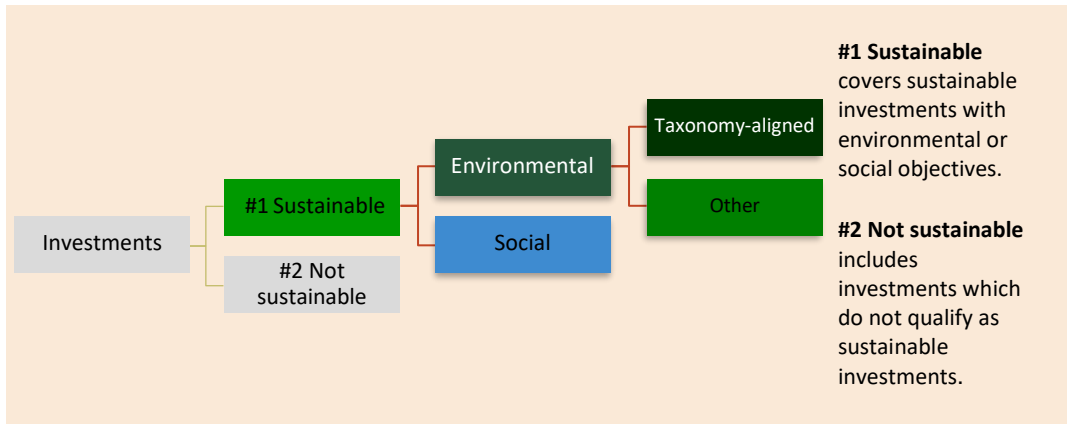 Investments
#1 Sustainable
#2 Not
sustainable
Environmental
Social
Taxonomy-aligned
Other
#1 Sustainable
covers sustainable
investments with
environmental or
social objectives.
#2 Not sustainable
includes
investments which
do not qualify as
sustainable
investments.